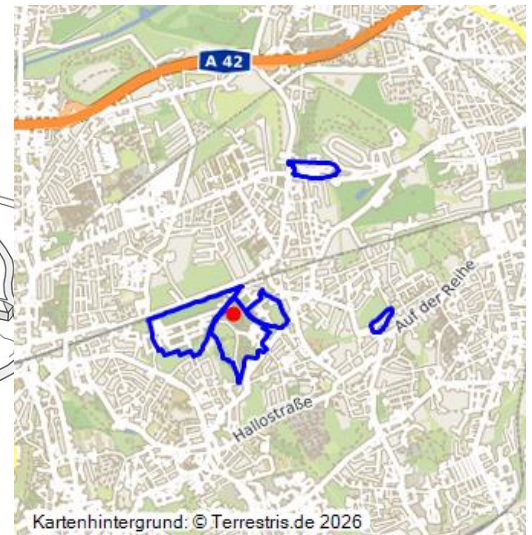 A 42
Auf der Reihe
Hallostraße
Kartenhintergrund: © Terrestris.de 2026